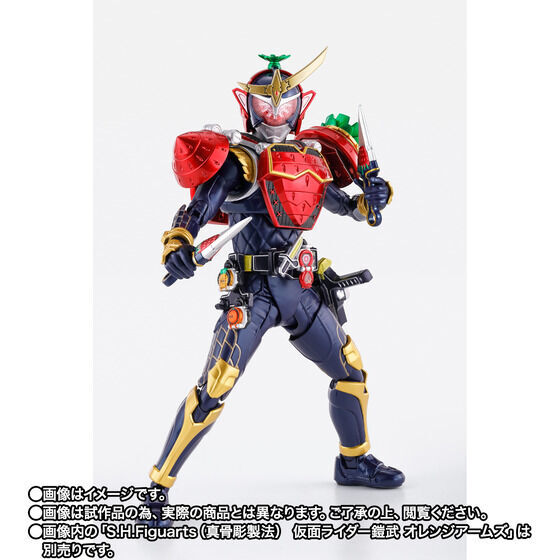 ●画像はイメージです。
●画像は試作品の為、実際の商品とは異なります。ご了承の上、閲覧ください。
●画像内の「S.H.Figuarts（真骨彫製法） 仮面ライダー鎧武 オレンジアームズ」は
別売りです。